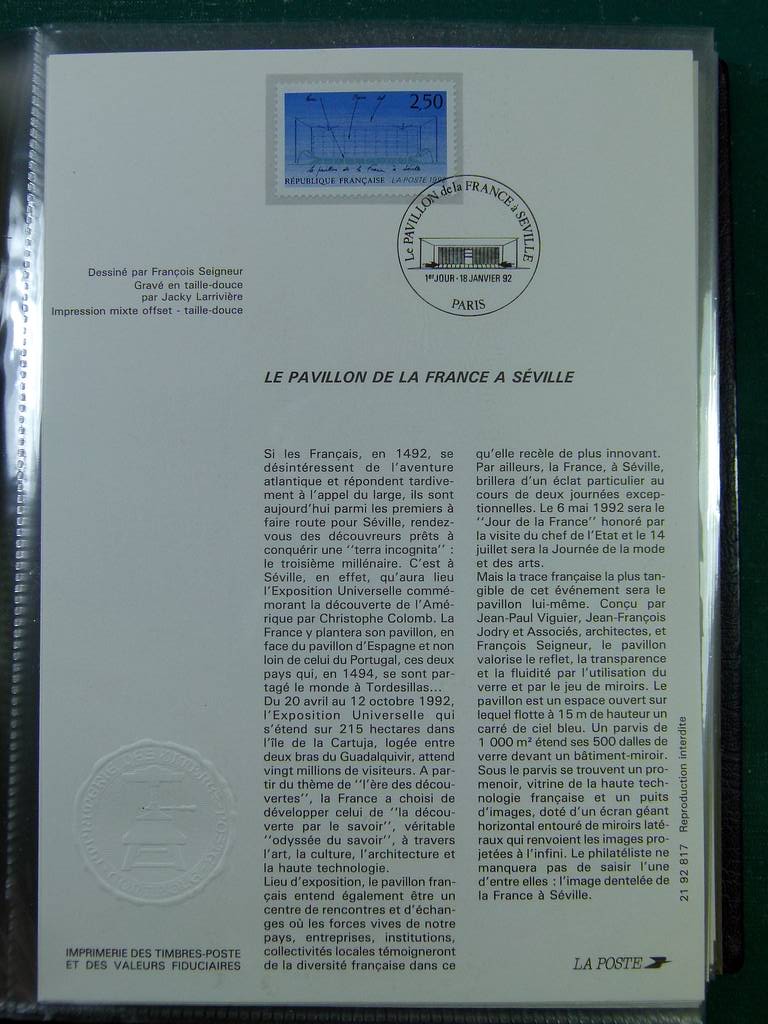 2,50
le pavillon de la France à Séville
RÉPUBLIQUE FRANÇAISE LA POSTE 1992
Le PAVILLON de la FRANCE à SEVILLE
1ER JOUR - 18 JANVIER 92
PARIS
Dessiné par François Seigneur
Gravé en taille-douce
par Jacky Larrivière
Impression mixte offset - taille-douce
LE PAVILLON DE LA FRANCE A SÉVILLE
Si les Français, en 1492, se
désintéressent de l'aventure
atlantique et répondent tardive-
ment à l'appel du large, ils sont
aujourd'hui parmi les premiers à
faire route pour Séville, rendez-
vous des découvreurs prêts à
conquérir une ''terra incognita'' :
le troisième millénaire. C'est à
Séville, en effet, qu'aura lieu
l'Exposition Universelle commé-
morant la découverte de l'Amé-
rique par Christophe Colomb. La
France y plantera son pavillon, en
face du pavillon d'Espagne et non
loin de celui du Portugal, ces deux
pays qui, en 1494, se sont par-
tagé le monde à Tordesillas...
Du 20 avril au 12 octobre 1992,
l'Exposition Universelle qui
s'étend sur 215 hectares dans
l'île de la Cartuja, logée entre
deux bras du Guadalquivir, attend
vingt millions de visiteurs. A par-
tir du thème de ''l'ère des décou-
vertes'', la France a choisi de
développer celui de ''la décou-
verte par le savoir'', véritable
''odyssée du savoir'', à travers
l'art, la culture, l'architecture et
la haute technologie.
Lieu d'exposition, le pavillon fran-
çais entend également être un
centre de rencontres et d'échan-
ges où les forces vives de notre
pays, entreprises, institutions,
collectivités locales témoigneront
de la diversité française dans ce
qu'elle recèle de plus innovant.
Par ailleurs, la France, à Séville,
brillera d'un éclat particulier au
cours de deux journées excep-
tionnelles. Le 6 mai 1992 sera le
''Jour de la France'' honoré par
la visite du chef de l'Etat et le 14
juillet sera la Journée de la mode
et des arts.
Mais la trace française la plus tan-
gible de cet événement sera le
pavillon lui-même. Conçu par
Jean-Paul Viguier, Jean-François
Jodry et Associés, architectes, et
François Seigneur, le pavillon
valorise le reflet, la transparence
et la fluidité par l'utilisation du
verre et par le jeu de miroirs. Le
pavillon est un espace ouvert sur
lequel flotte à 15 m de hauteur un
carré de ciel bleu. Un parvis de
1 000 m² étend ses 500 dalles de
verre devant un bâtiment-miroir.
Sous le parvis se trouvent un pro-
menoir, vitrine de la haute tech-
nologie française et un puits
d'images, doté d'un écran géant
horizontal entouré de miroirs laté-
raux qui renvoient les images pro-
jetées à l'infini. Le philatéliste ne
manquera pas de saisir l'une
d'entre elles : l'image dentelée de
la France à Séville.
21 92 817 Reproduction interdite
IMPRIMERIE DES TIMBRES-POSTE
ET DES VALEURS FIDUCIAIRES
LA POSTE